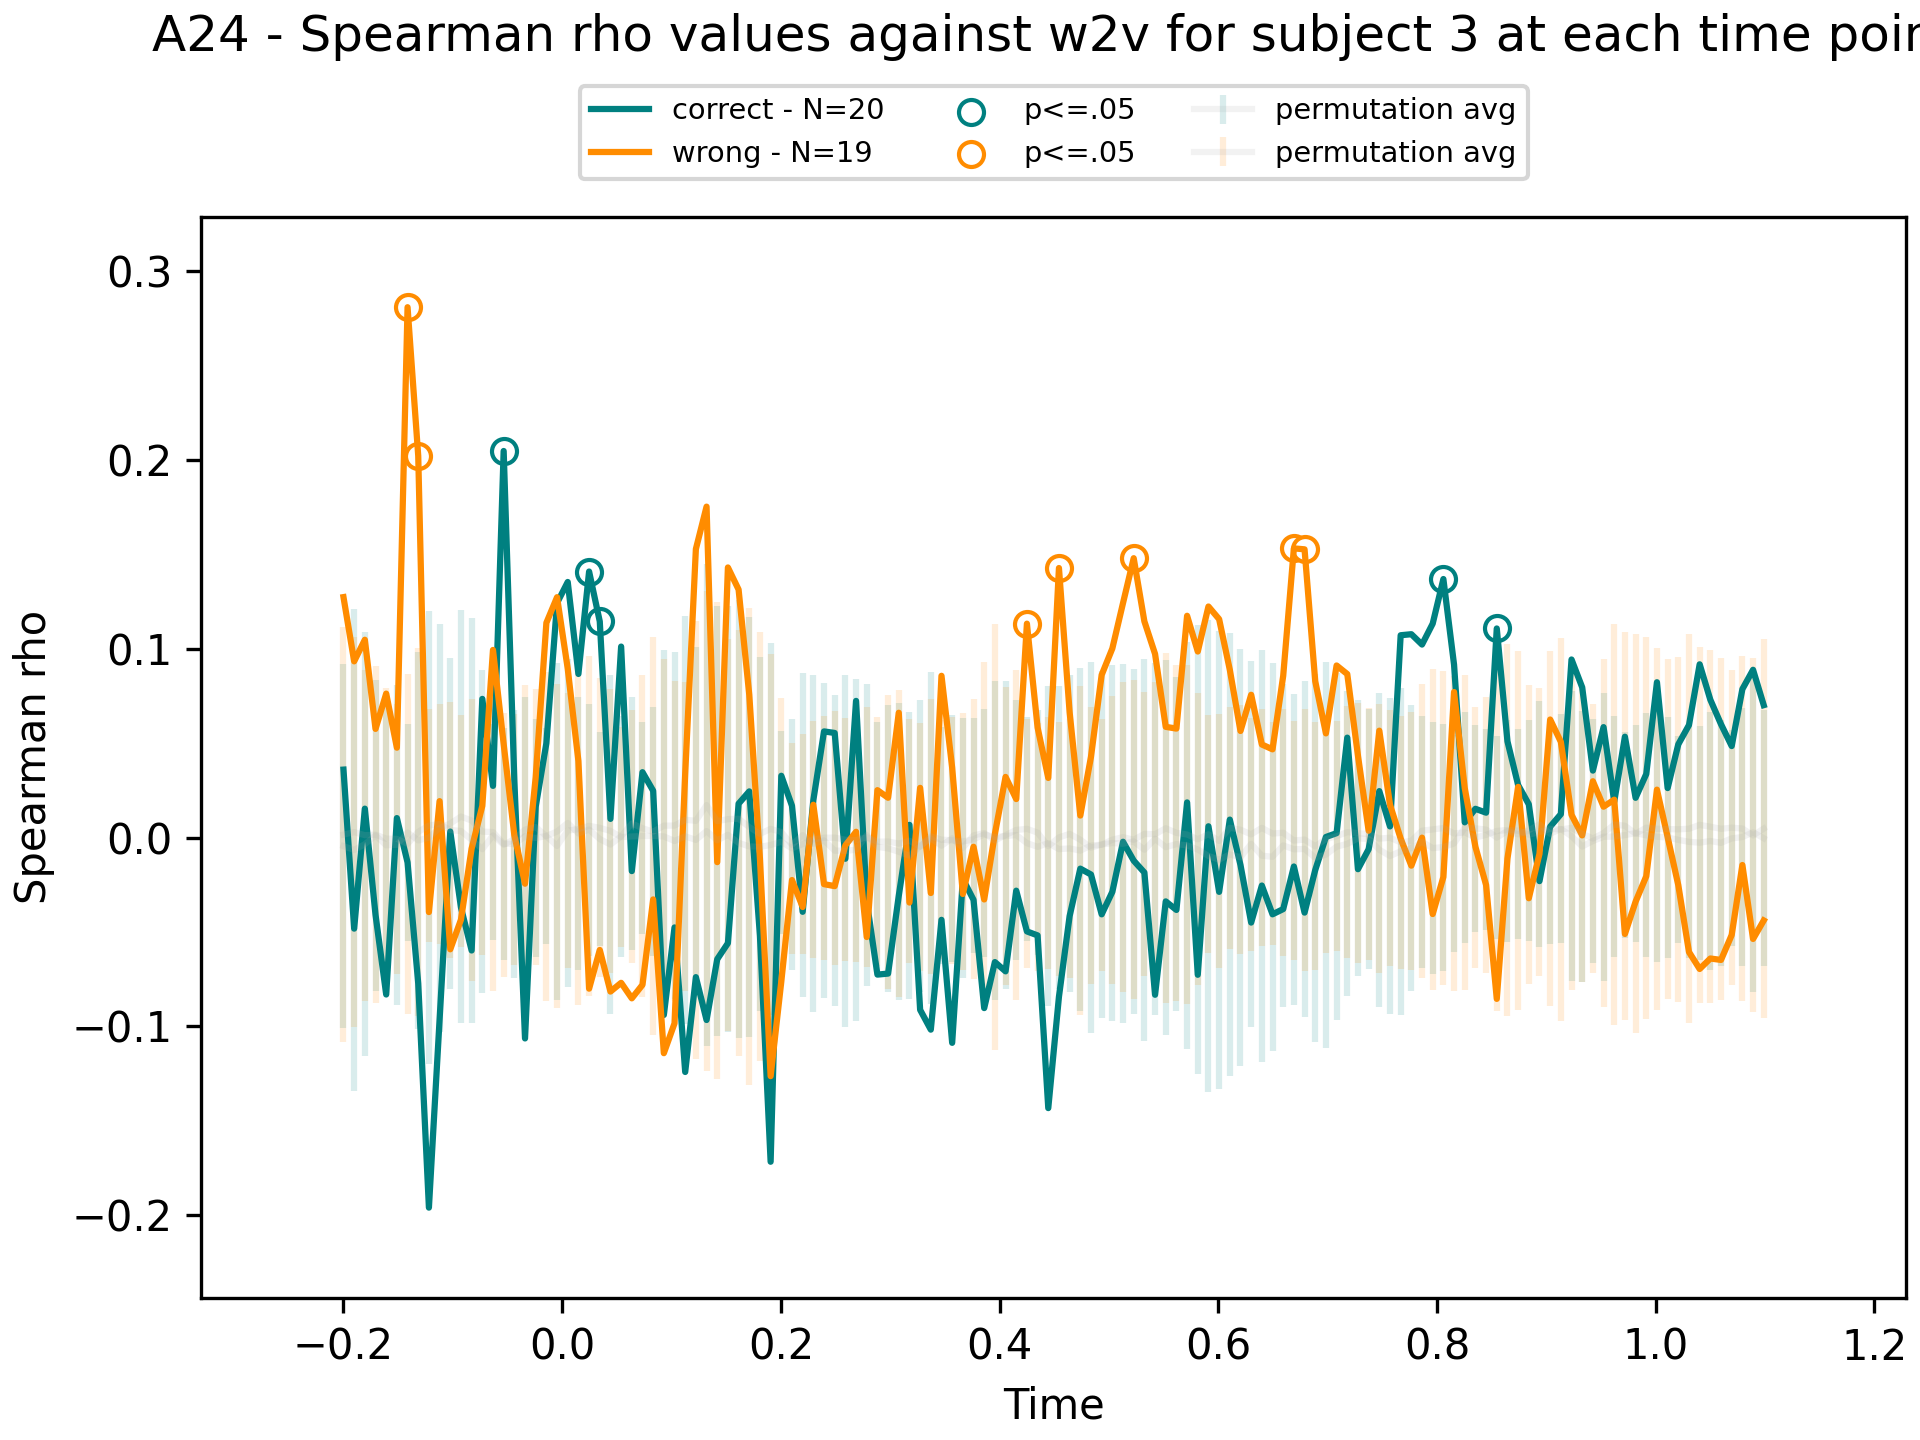 A24 - Spearman rho values against w2v for subject 3 at each time poin
correct - N=20
wrong - N=19
p<=.05
p<=.05
permutation avg
permutation avg
0.3
0.2
0.1
0.0
−0.1
−0.2
Spearman rho
−0.2 0.0 0.2 0.4 0.6 0.8 1.0 1.2
Time